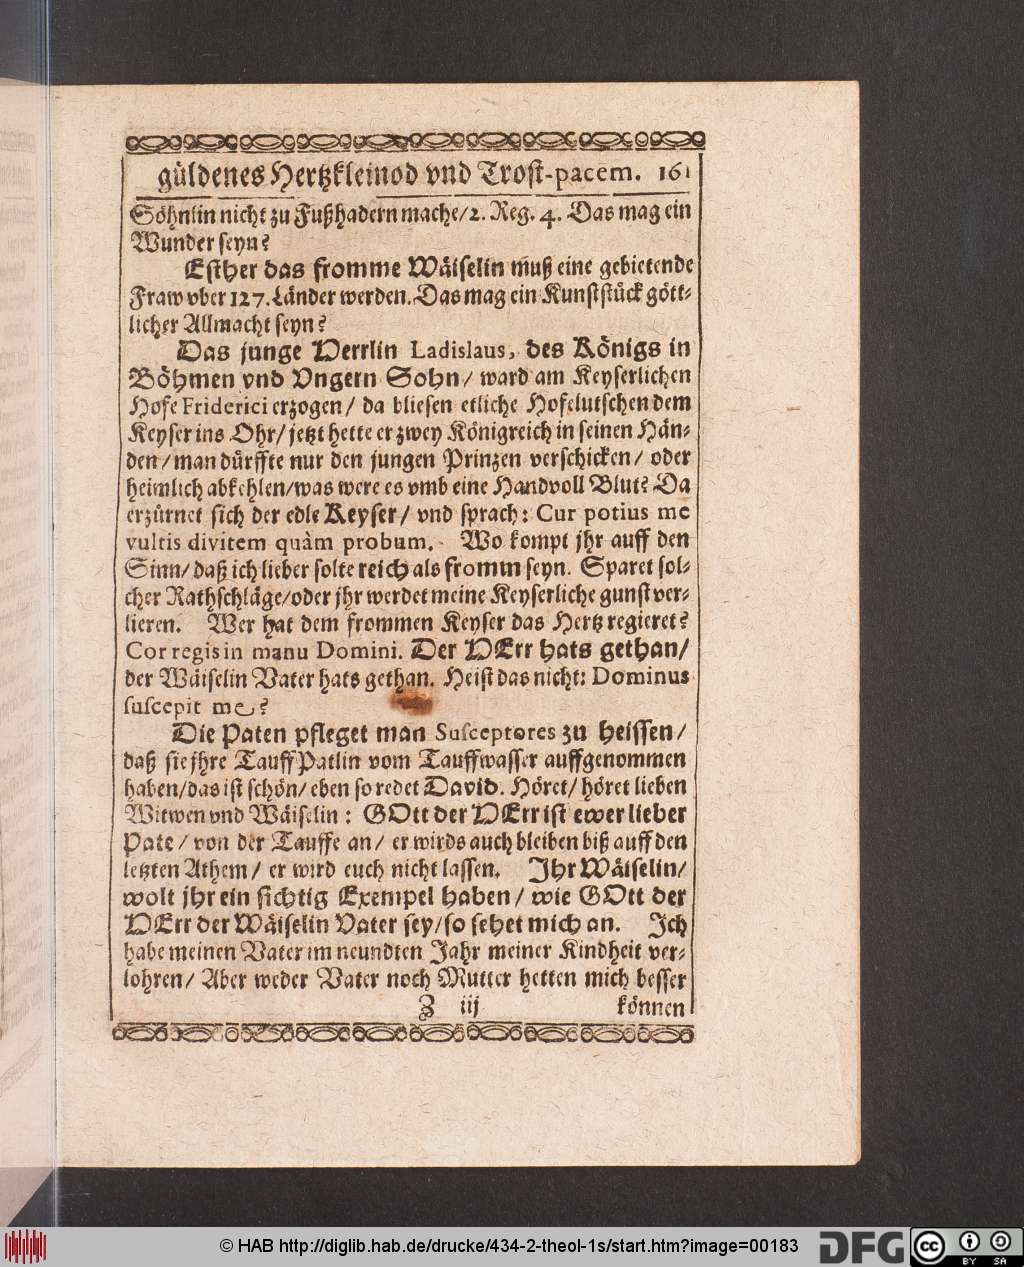 güldenes Hertzkleinod vnd Trost-pacem. 161
Söhnlin nicht zu Fußhadern mache/2. Reg. 4. Das mag ein
Wunder seyn?
Esther das fromme Wäiselin muß eine gebietende
Fraw vber 127. Länder werden. Das mag ein Kunststück gött-
licher Allmacht seyn?
Das junge Herrlin Ladislaus, des Königs in
Böhmen vnd Vngern Sohn/ ward am Keyserlichen
Hofe Friderici erzogen/ da bliesen etliche Hofelutschen dem
Keyser ins Ohr/ jetzt hette er zwey Königreich in seinen Hän-
den/ man dürffte nur den jungen Prinzen verschicken/ oder
heimlich abkehlen/was were es vmb eine Handvoll Blut? Da
erzürnet sich der edle Keyser/ vnd sprach: Cur potius me
vultis divitem quàm probum. Wo kompt jhr auff den
Sinn/ daß ich lieber solte reich als fromm seyn. Sparet sol-
cher Rathschläge/oder jhr werdet meine Keyserliche gunst ver-
lieren. Wer hat dem frommen Keyser das Hertz regieret?
Cor regis in manu Domini. Der HErr hats gethan/
der Wäiselin Vater hats gethan. Heist das nicht: Dominus
suscepit me?
Die Paten pfleget man Susceptores zu heissen/
daß sie jhre Tauff Patlin vom Tauffwasser auffgenommen
haben/das ist schön/ eben so redet David. Höret/ höret lieben
Witwen vnd Wäiselin: GOtt der HErr ist ewer lieber
Pate/ von der Tauffe an/ er wirds auch bleiben biß auff den
letzten Athem/ er wird euch nicht lassen. Jhr Wäiselin/
wolt jhr ein sichtig Exempel haben/ wie GOtt der
HErr der Wäiselin Vater sey/so sehet mich an. Jch
habe meinen Vater im neundten Jahr meiner Kindheit ver-
lohren/ Aber weder Vater noch Mutter hetten mich besser
Z iij können
© HAB http://diglib.hab.de/drucke/434-2-theol-1s/start.htm?image=00183 DFG cc BY SA